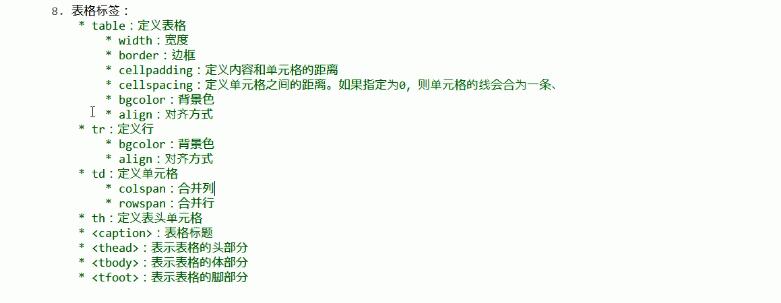 8. 表格标签：
* table：定义表格
* width：宽度
* border：边框
* cellpadding：定义内容和单元格的距离
* cellspacing：定义单元格之间的距离。如果指定为0，则单元格的线会合为一条、
* bgcolor：背景色
* align：对齐方式
* tr：定义行
* bgcolor：背景色
* align：对齐方式
* td：定义单元格
* colspan：合并列
* rowspan：合并行
* th：定义表头单元格
* <caption>：表格标题
* <thead>：表示表格的头部分
* <tbody>：表示表格的体部分
* <tfoot>：表示表格的脚部分